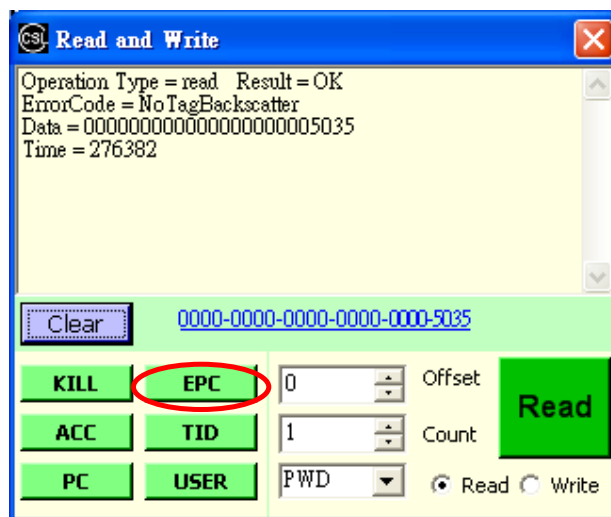 CSL Read and Write
Operation Type = read Result = OK
ErrorCode = NoTagBackscatter
Data = 000000000000000000005035
Time = 276382
Clear 0000-0000-0000-0000-0000-5035
KILL EPC 0 Offset Read
ACC TID 1 Count
PC USER PWD Read Write